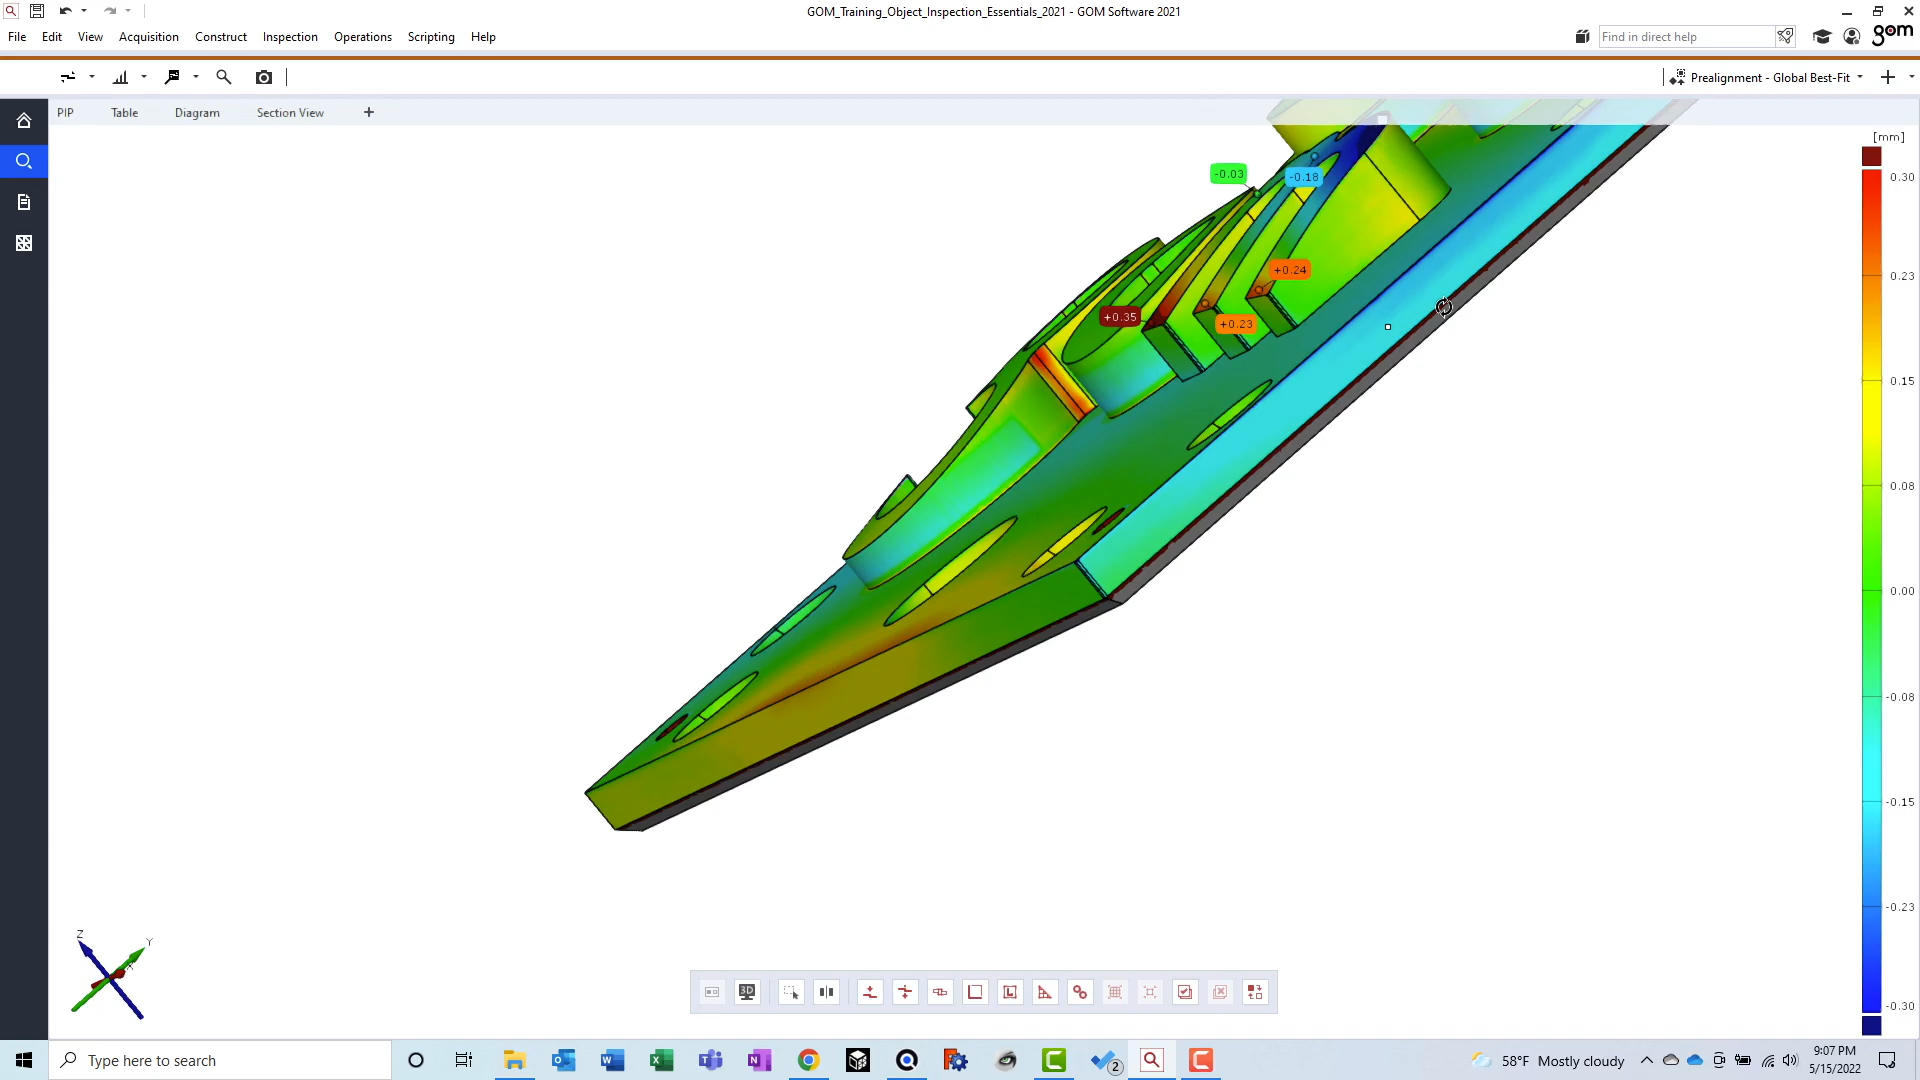 GOM_Training_Object_Inspection_Essentials_2021 - GOM Software 2021
File Edit View Acquisition Construct Inspection Operations Scripting Help
Find in direct help
gom
Prealignment - Global Best-Fit
PIP Table Diagram Section View
[mm]
0.30
0.23
0.15
0.08
0.00
-0.08
-0.15
-0.23
-0.30
-0.03
-0.18
+0.24
+0.35
+0.23
Z
Y
X
3D
Type here to search
2
58°F Mostly cloudy
9:07 PM
5/15/2022